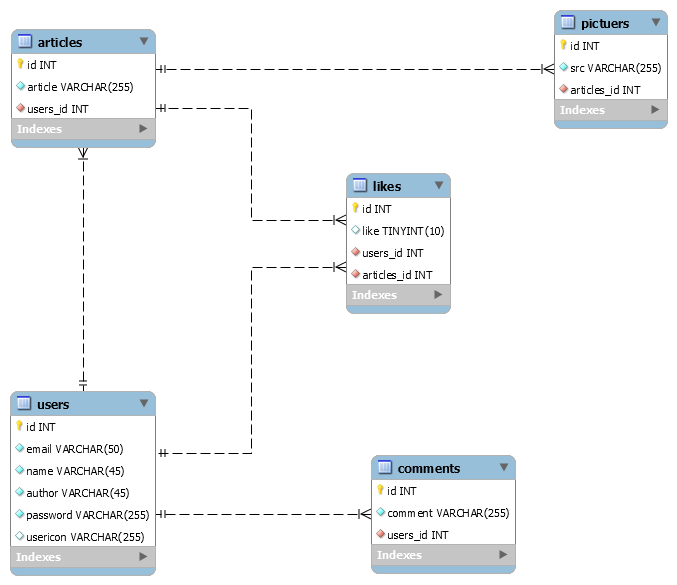 articles
id INT
article VARCHAR(255)
users_id INT
Indexes
pictuers
id INT
src VARCHAR(255)
articles_id INT
Indexes
likes
id INT
like TINYINT(10)
users_id INT
articles_id INT
Indexes
users
id INT
email VARCHAR(50)
name VARCHAR(45)
author VARCHAR(45)
password VARCHAR(255)
usericon VARCHAR(255)
Indexes
comments
id INT
comment VARCHAR(255)
users_id INT
Indexes